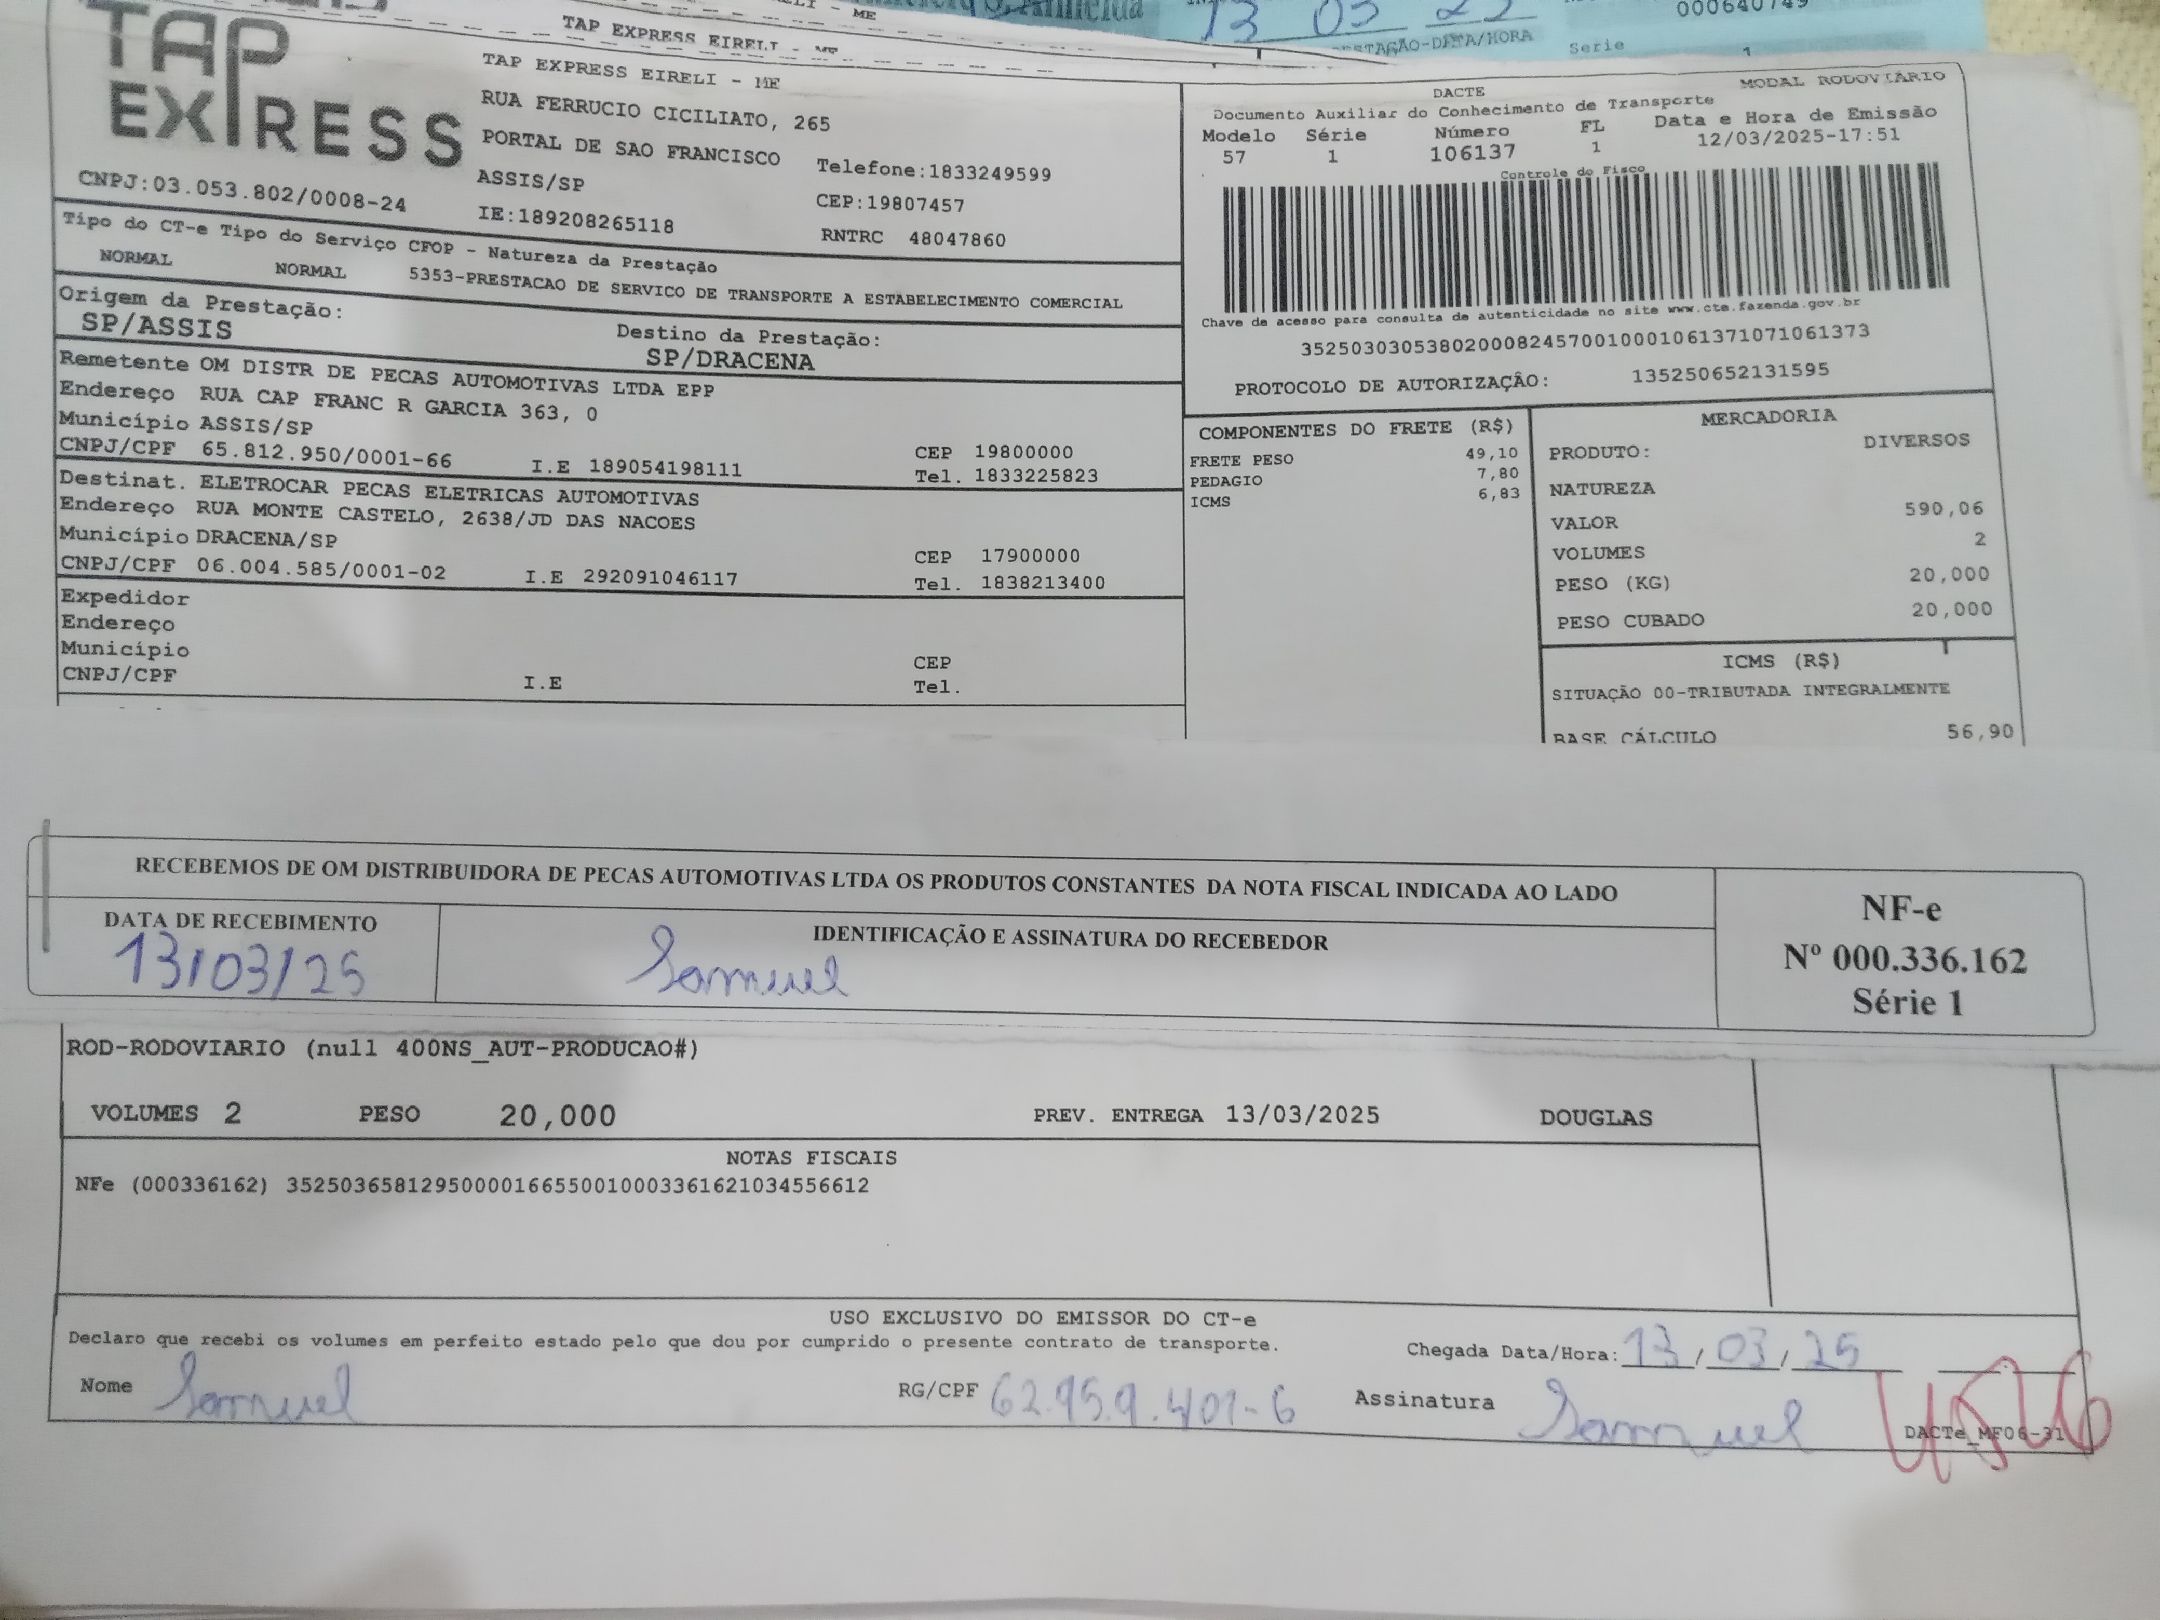 TAP EXPRESS EIRELI - ME
13 03 25
000640749
Serie 1
TAP EXPRESS
TAP EXPRESS EIRELI - ME
RUA FERRUCIO CICILIATO, 265
PORTAL DE SAO FRANCISCO Telefone:1833249599
ASSIS/SP CEP:19807457
CNPJ:03.053.802/0008-24 IE:189208265118 RNTRC 48047860
DACTE MODAL RODOVIÁRIO
Documento Auxiliar do Conhecimento de Transporte
Modelo Série Número FL Data e Hora de Emissão
57 1 106137 1 12/03/2025-17:51
Controle do Fisco
Chave de acesso para consulta de autenticidade no site www.cte.fazenda.gov.br
35250303053802000824570010001061371071061373
PROTOCOLO DE AUTORIZAÇÃO: 135250652131595
Tipo do CT-e Tipo do Serviço CFOP - Natureza da Prestação
NORMAL NORMAL 5353-PRESTACAO DE SERVICO DE TRANSPORTE A ESTABELECIMENTO COMERCIAL
Origem da Prestação: Destino da Prestação:
SP/ASSIS SP/DRACENA
Remetente OM DISTR DE PECAS AUTOMOTIVAS LTDA EPP
Endereço RUA CAP FRANC R GARCIA 363, 0
Município ASSIS/SP CEP 19800000
CNPJ/CPF 65.812.950/0001-66 I.E 189054198111 Tel. 1833225823
Destinat. ELETROCAR PECAS ELETRICAS AUTOMOTIVAS
Endereço RUA MONTE CASTELO, 2638/JD DAS NACOES
Município DRACENA/SP CEP 17900000
CNPJ/CPF 06.004.585/0001-02 I.E 292091046117 Tel. 1838213400
Expedidor
Endereço
Município CEP
CNPJ/CPF I.E Tel.
COMPONENTES DO FRETE (R$)
FRETE PESO 49,10
PEDAGIO 7,80
ICMS 6,83
MERCADORIA
PRODUTO: DIVERSOS
NATUREZA
VALOR 590,06
VOLUMES 2
PESO (KG) 20,000
PESO CUBADO 20,000
ICMS (R$)
SITUAÇÃO 00-TRIBUTADA INTEGRALMENTE
BASE CÁLCULO 56,90
RECEBEMOS DE OM DISTRIBUIDORA DE PECAS AUTOMOTIVAS LTDA OS PRODUTOS CONSTANTES DA NOTA FISCAL INDICADA AO LADO
DATA DE RECEBIMENTO IDENTIFICAÇÃO E ASSINATURA DO RECEBEDOR
13/03/25 Samuel
NF-e
Nº 000.336.162
Série 1
ROD-RODOVIARIO (null 400NS_AUT-PRODUCAO#)
VOLUMES 2 PESO 20,000 PREV. ENTREGA 13/03/2025 DOUGLAS
NOTAS FISCAIS
NFe (000336162) 35250365812950000166550010003361621034556612
USO EXCLUSIVO DO EMISSOR DO CT-e
Declaro que recebi os volumes em perfeito estado pelo que dou por cumprido o presente contrato de transporte.
Chegada Data/Hora: 13/03/25
Nome Samuel RG/CPF 62.959.401-6 Assinatura Samuel
DACTe_MF06-31